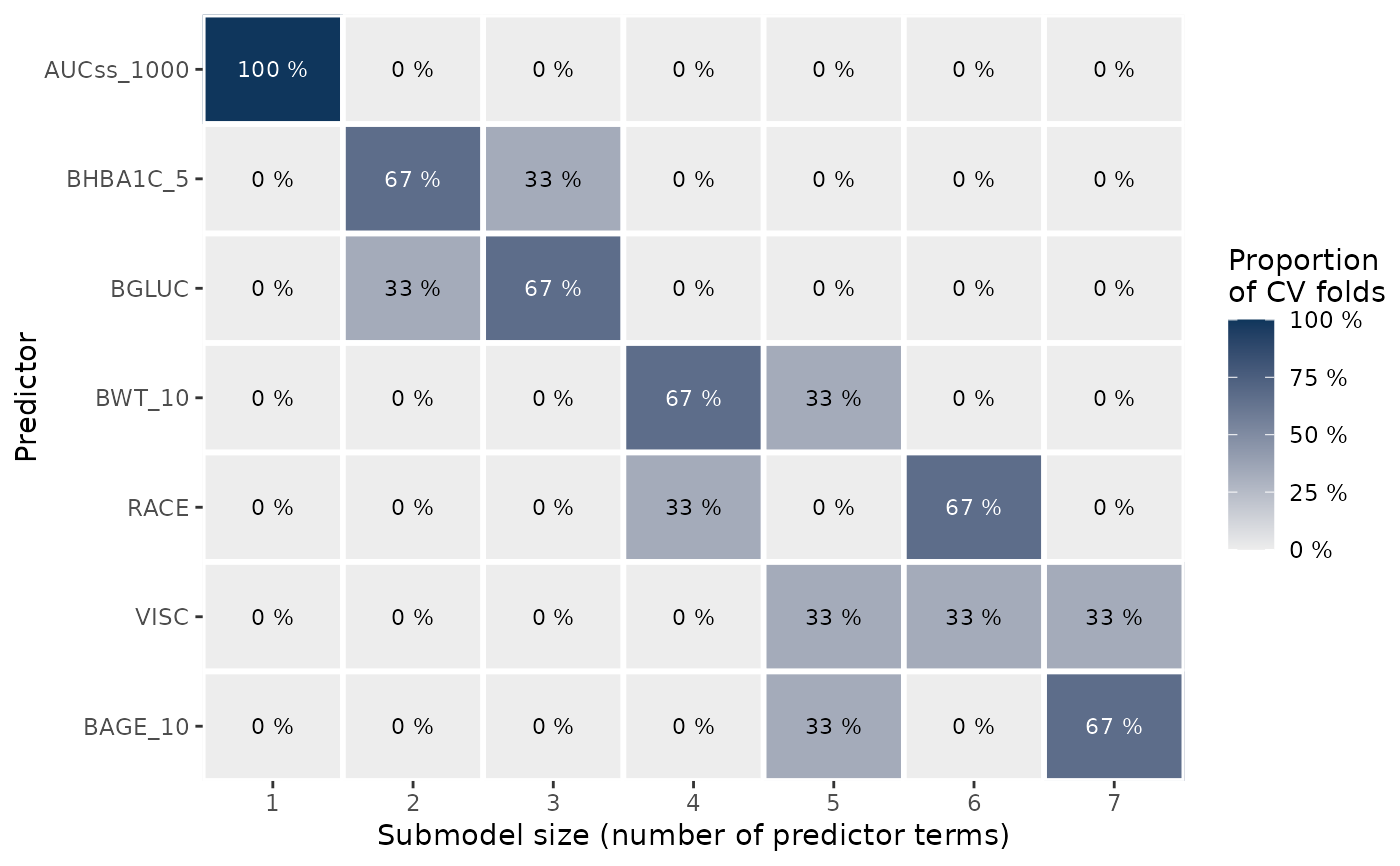 AUCss_1000 100 % 0 % 0 % 0 % 0 % 0 % 0 %
BHBA1C_5 0 % 67 % 33 % 0 % 0 % 0 % 0 %
BGLUC 0 % 33 % 67 % 0 % 0 % 0 % 0 %
BWT_10 0 % 0 % 0 % 67 % 33 % 0 % 0 %
RACE 0 % 0 % 0 % 33 % 0 % 67 % 0 %
VISC 0 % 0 % 0 % 0 % 33 % 33 % 33 %
BAGE_10 0 % 0 % 0 % 0 % 33 % 0 % 67 %
1 2 3 4 5 6 7
Submodel size (number of predictor terms)
Predictor
Proportion
of CV folds
100 %
75 %
50 %
25 %
0 %